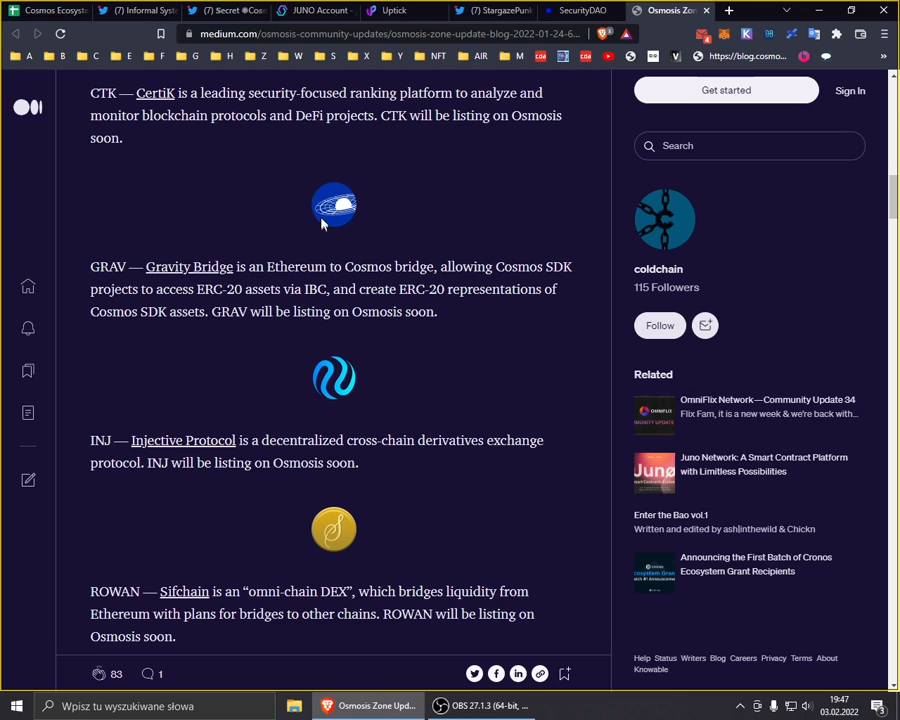 Cosmos Ecosyst
(7) Informal Syst
(7) Secret
JUNO Account -
Uptick
(7) StargazePun
SecurityDAO
Osmosis Zon
medium.com/osmosis-community-updates/osmosis-zone-update-blog-2022-01-24-6...
A
B
C
E
F
G
H
Z
W
S
X
Y
NFT
AIR
M
https://blog.cosmo...
CTK — CertiK is a leading security-focused ranking platform to analyze and
monitor blockchain protocols and DeFi projects. CTK will be listing on Osmosis
soon.
GRAV — Gravity Bridge is an Ethereum to Cosmos bridge, allowing Cosmos SDK
projects to access ERC-20 assets via IBC, and create ERC-20 representations of
Cosmos SDK assets. GRAV will be listing on Osmosis soon.
INJ — Injective Protocol is a decentralized cross-chain derivatives exchange
protocol. INJ will be listing on Osmosis soon.
ROWAN — Sifchain is an “omni-chain DEX”, which bridges liquidity from
Ethereum with plans for bridges to other chains. ROWAN will be listing on
Osmosis soon.
83
1
Get started
Sign In
Search
coldchain
115 Followers
Follow
Related
OmniFlix Network — Community Update 34
Flix Fam, it is a new week & we're back with...
Juno Network: A Smart Contract Platform
with Limitless Possibilities
Enter the Bao vol.1
Written and edited by ash|inthewild & Chickn
Announcing the First Batch of Cronos
Ecosystem Grant Recipients
Help Status Writers Blog Careers Privacy Terms About
Knowable
Wpisz tu wyszukiwane słowa
Osmosis Zone Upd...
OBS 27.1.3 (64-bit, ...
19:47
03.02.2022
3